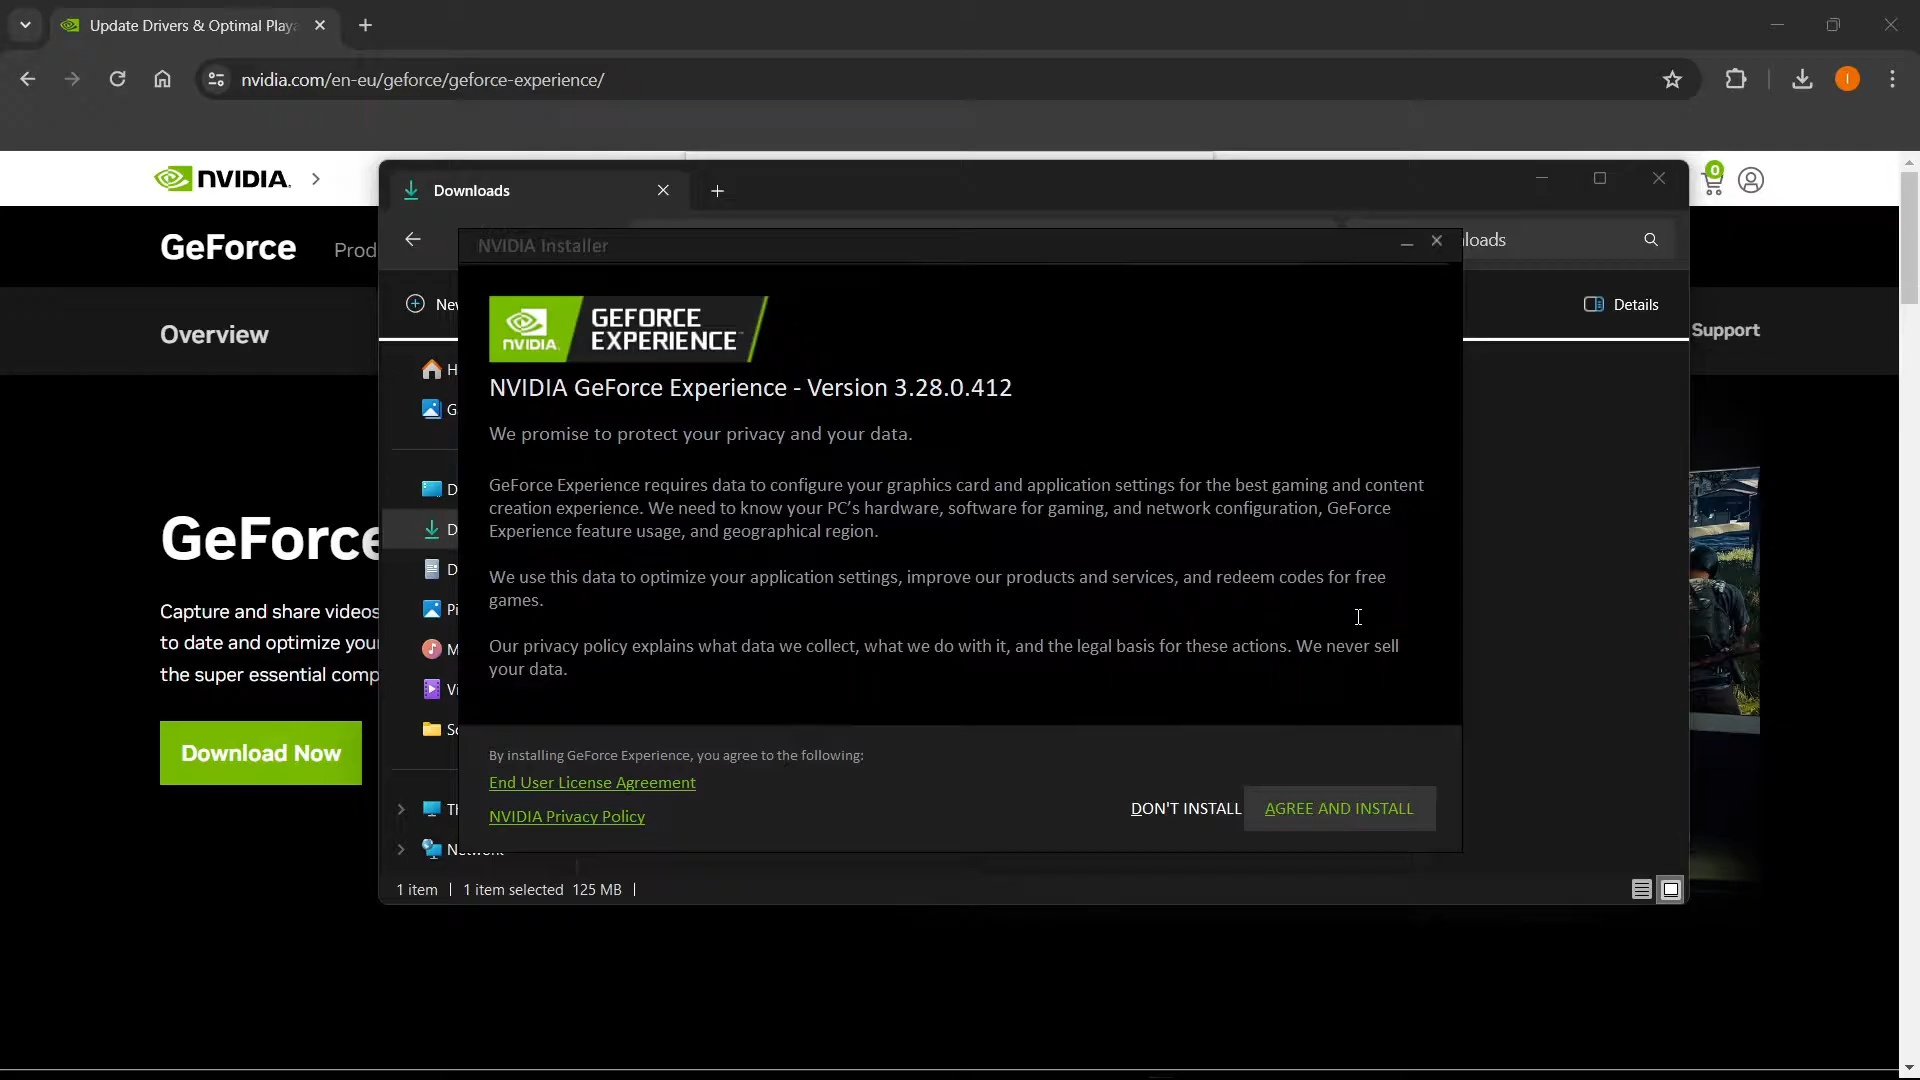 Update Drivers & Optimal Play
nvidia.com/en-eu/geforce/geforce-experience/
I
NVIDIA.
0
Downloads
GeForce
Prod
loads
NVIDIA Installer
Details
Overview
Support
NVIDIA.
GEFORCE
EXPERIENCE
NVIDIA GeForce Experience - Version 3.28.0.412
We promise to protect your privacy and your data.
GeForce Experience requires data to configure your graphics card and application settings for the best gaming and content
creation experience. We need to know your PC's hardware, software for gaming, and network configuration, GeForce
Experience feature usage, and geographical region.
We use this data to optimize your application settings, improve our products and services, and redeem codes for free
games.
Our privacy policy explains what data we collect, what we do with it, and the legal basis for these actions. We never sell
your data.
By installing GeForce Experience, you agree to the following:
End User License Agreement
NVIDIA Privacy Policy
DON'T INSTALL
AGREE AND INSTALL
GeForce
Capture and share videos
to date and optimize your
the super essential comp
Download Now
1 item
1 item selected 125 MB